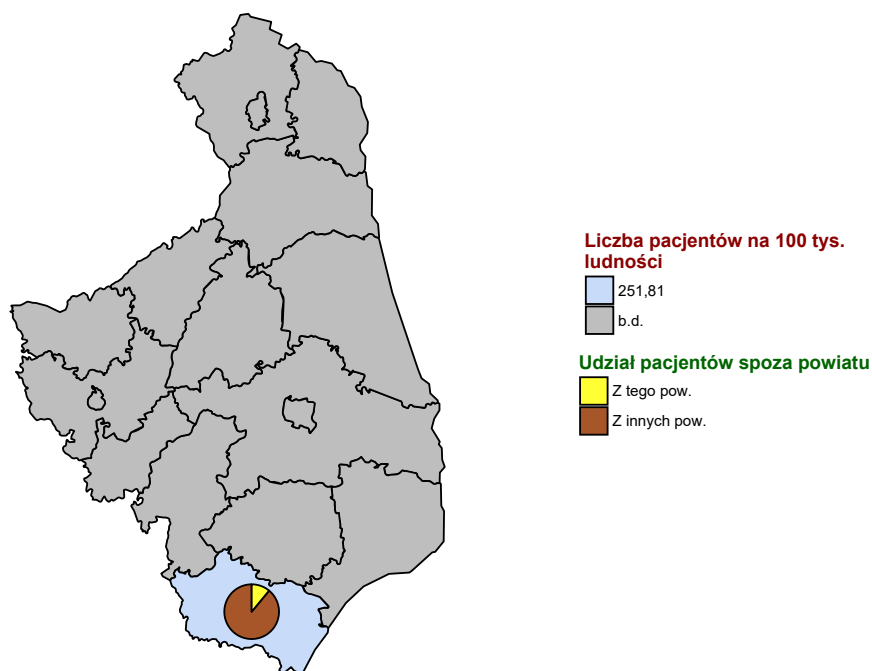 Liczba pacjentów na 100 tys.
ludności
251,81
b.d.
Udział pacjentów spoza powiatu
Z tego pow.
Z innych pow.